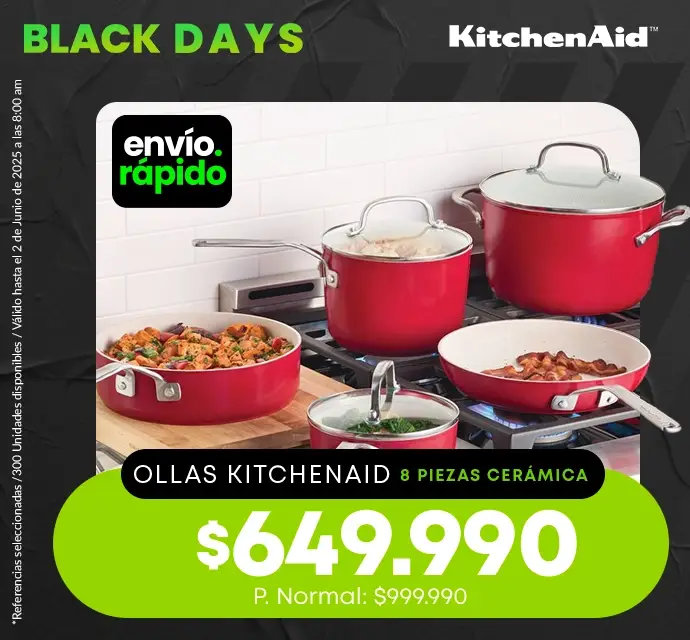 BLACK DAYS
KitchenAid™
envío.
rápido
OLLAS KITCHENAID 8 PIEZAS CERÁMICA
$649.990
P. Normal: $999.990
*Referencias seleccionadas / 300 Unidades disponibles / Válido hasta el 2 de Junio de 2025 a las 8:00 am